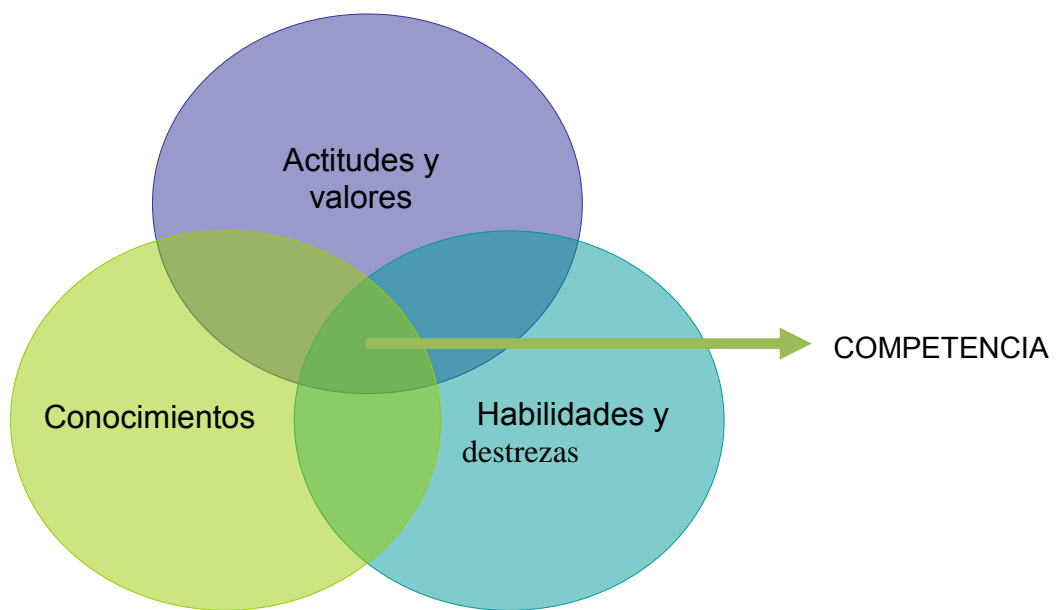 Actitudes y
valores
Conocimientos
Habilidades y
destrezas
COMPETENCIA